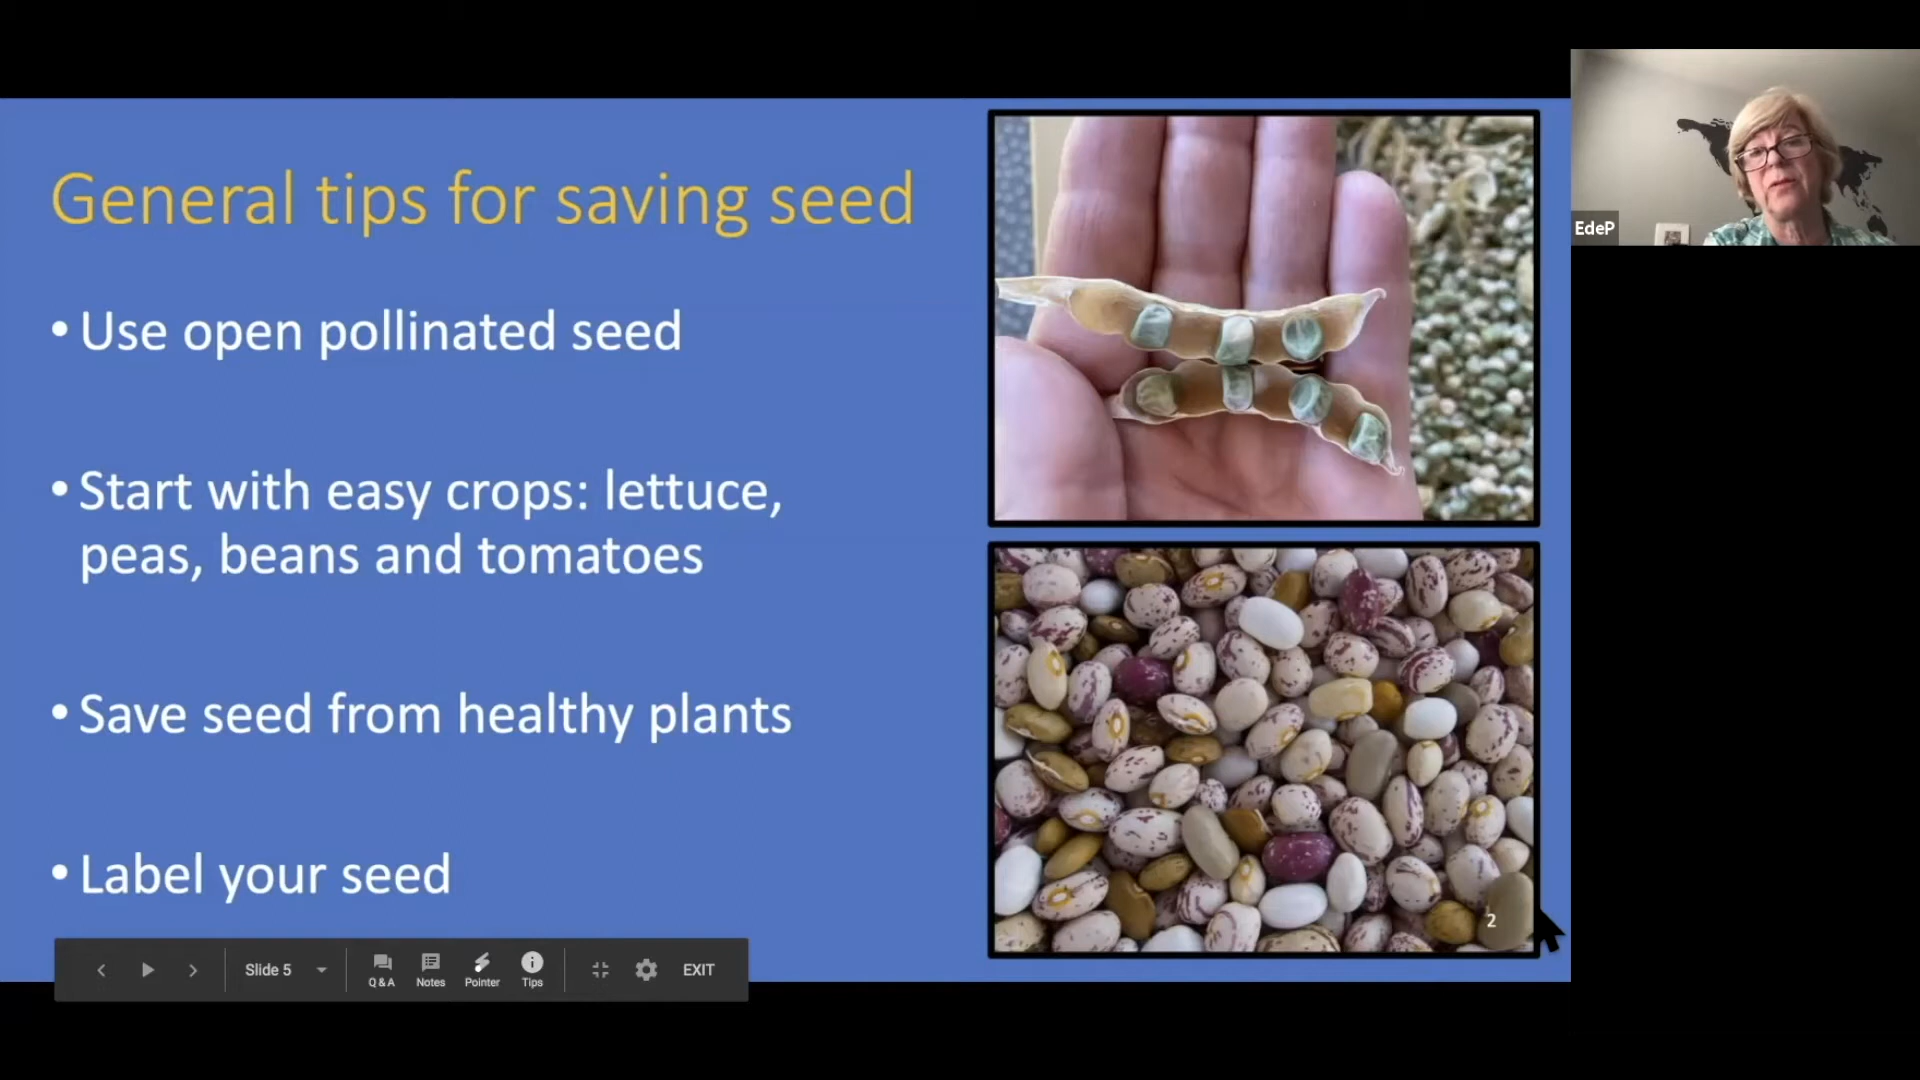 General tips for saving seed
• Use open pollinated seed
• Start with easy crops: lettuce,
peas, beans and tomatoes
• Save seed from healthy plants
• Label your seed
2
EdeP
Slide 5
Q & A
Notes
Pointer
Tips
EXIT